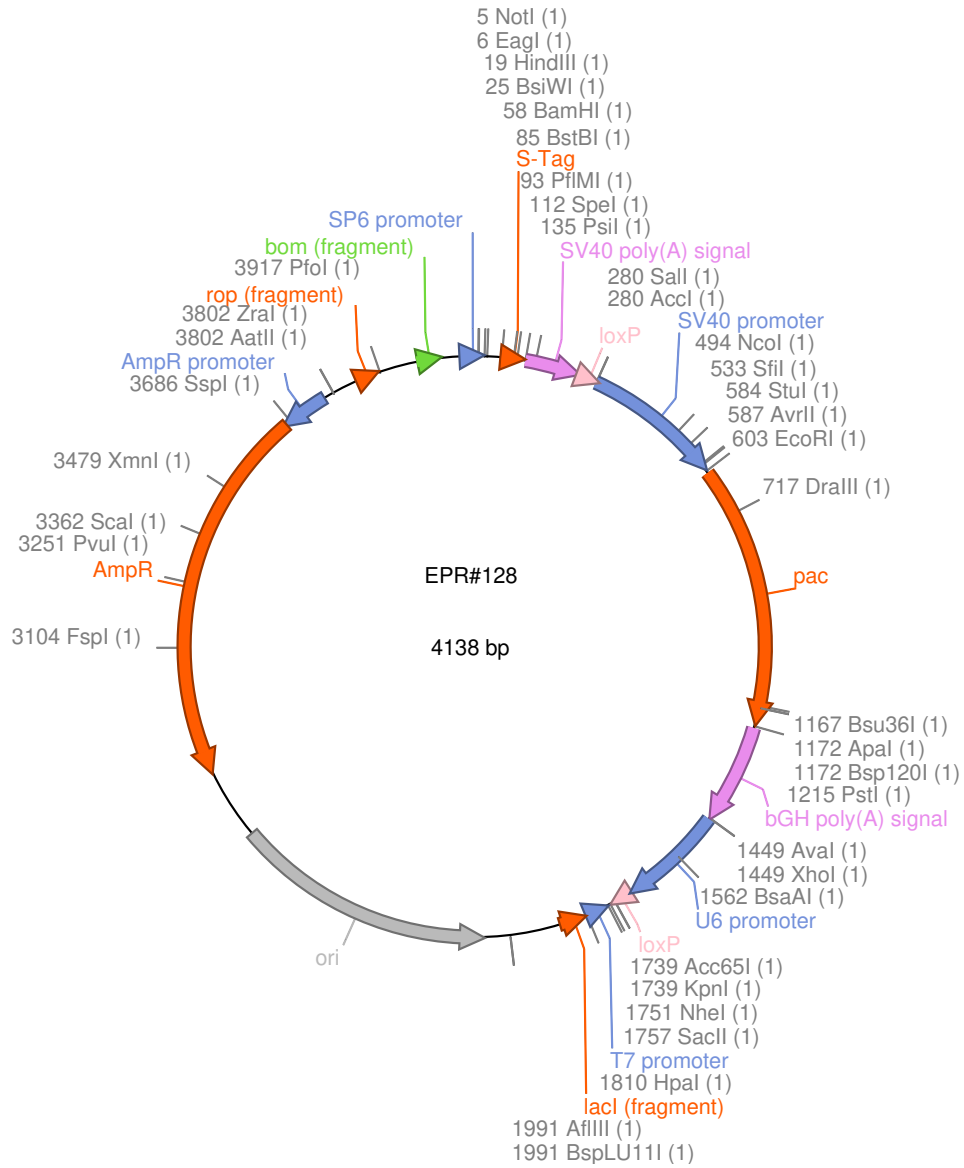 5 NotI (1)
6 EagI (1)
19 HindIII (1)
25 BsiWI (1)
58 BamHI (1)
85 BstBI (1)
S-Tag
93 PflMI (1)
112 SpeI (1)
135 PsiI (1)
SV40 poly(A) signal
280 SalI (1)
280 AccI (1)
loxP
SV40 promoter
494 NcoI (1)
533 SfiI (1)
584 StuI (1)
587 AvrII (1)
603 EcoRI (1)
717 DraIII (1)
pac
1167 Bsu36I (1)
1172 ApaI (1)
1172 Bsp120I (1)
1215 PstI (1)
bGH poly(A) signal
1449 AvaI (1)
1449 XhoI (1)
1562 BsaAI (1)
U6 promoter
loxP
1739 Acc65I (1)
1739 KpnI (1)
1751 NheI (1)
1757 SacII (1)
T7 promoter
1810 HpaI (1)
lacI (fragment)
1991 AflIII (1)
1991 BspLU11I (1)
ori
3104 FspI (1)
AmpR
3251 PvuI (1)
3362 ScaI (1)
3479 XmnI (1)
3686 SspI (1)
AmpR promoter
3802 AatII (1)
3802 ZraI (1)
rop (fragment)
3917 PfoI (1)
bom (fragment)
SP6 promoter
EPR#128
4138 bp